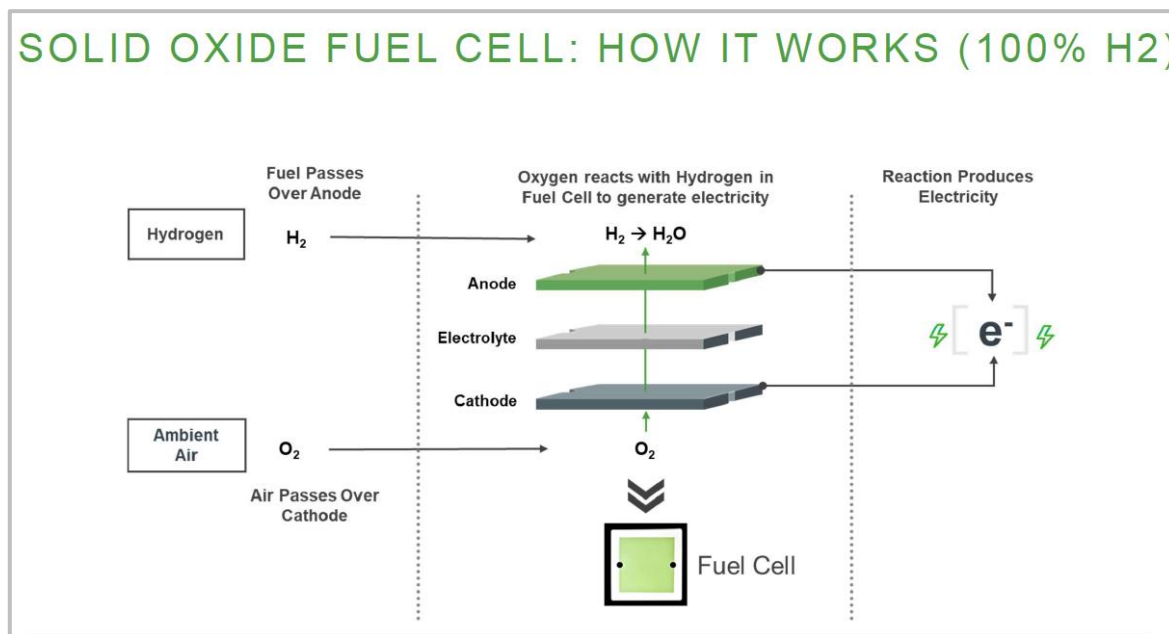 SOLID OXIDE FUEL CELL: HOW IT WORKS (100% H2)
Fuel Passes
Over Anode
Oxygen reacts with Hydrogen in
Fuel Cell to generate electricity
Reaction Produces
Electricity
Hydrogen
H₂
H₂ → H₂O
Anode
Electrolyte
e⁻
Cathode
Ambient
Air
O₂
O₂
Air Passes Over
Cathode
Fuel Cell